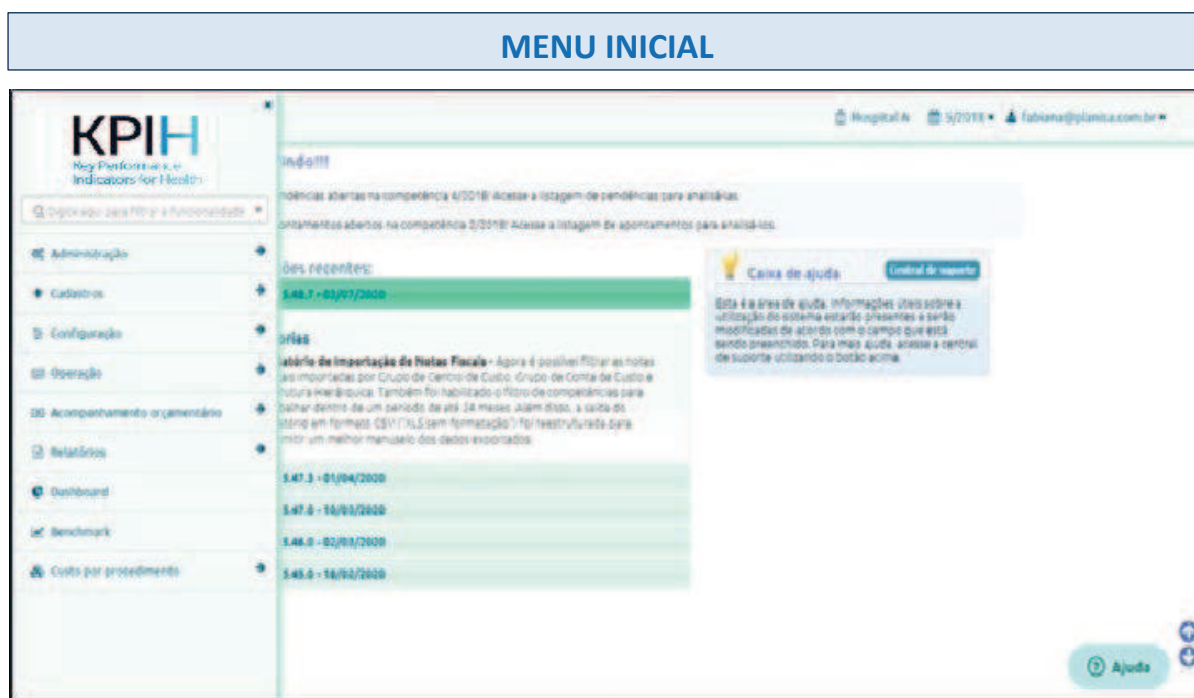 MENU INICIAL
KPIH
Key Performance
Indicators for Health
Digite aqui para filtrar a funcionalidade
Administração
Cadastros
Configuração
Operação
Acompanhamento orçamentário
Relatórios
Dashboard
Benchmark
Custo por procedimento
Hospital A
5/2018
fabiana@planisa.com.br
indo!!!
ndências abertas na competência 4/2018! Acesse a listagem de pendências para analisá-las.
ontamentos abertos na competência 2/2018! Acesse a listagem de apontamentos para analisá-los.
ões recentes:
5.48.7 - 03/07/2020
orias
atório de Importação de Notas Fiscais - Agora é possível filtrar as notas
ais importadas por Grupo de Centro de Custo, Grupo de Conta de Custo e
rutura Hierárquica. Também foi habilitado o filtro de competências para
balhar dentro de um período de até 24 meses. Além disso, a saída do
atório em formato CSV ("XLS sem formatação") foi reestruturada para
mitir um melhor manuseio dos dados exportados.
5.47.3 - 01/04/2020
5.47.0 - 10/03/2020
5.46.0 - 02/03/2020
5.45.0 - 18/02/2020
Caixa de ajuda
Central de suporte
Esta é a área de ajuda. Informações úteis sobre a
utilização do sistema estarão presentes e serão
modificadas de acordo com o campo que está
sendo preenchido. Para mais ajuda, acesse a central
de suporte utilizando o botão acima.
Ajuda